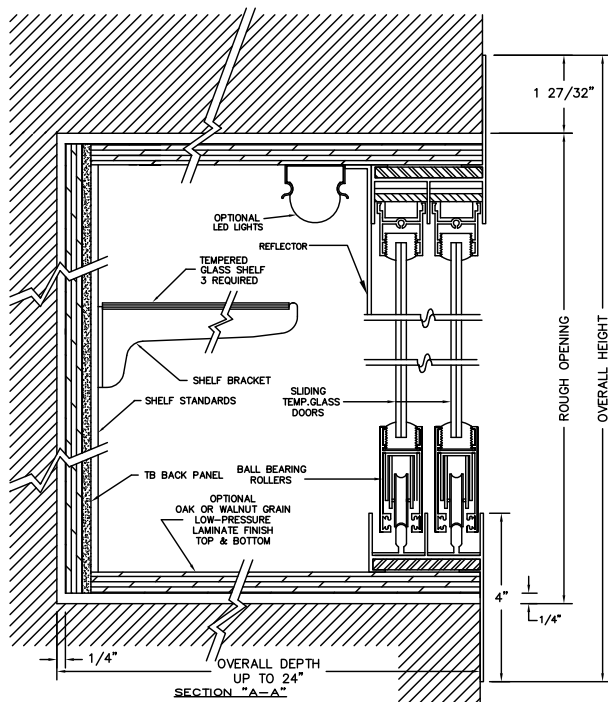 1 27/32"
OPTIONAL
LED LIGHTS
REFLECTOR
TEMPERED
GLASS SHELF
3 REQUIRED
SHELF BRACKET
SHELF STANDARDS
SLIDING
TEMP.GLASS
DOORS
ROUGH OPENING
OVERALL HEIGHT
TB BACK PANEL
BALL BEARING
ROLLERS
OPTIONAL
OAK OR WALNUT GRAIN
LOW-PRESSURE
LAMINATE FINISH
TOP & BOTTOM
4"
1/4"
1/4"
OVERALL DEPTH
UP TO 24"
SECTION "A-A"